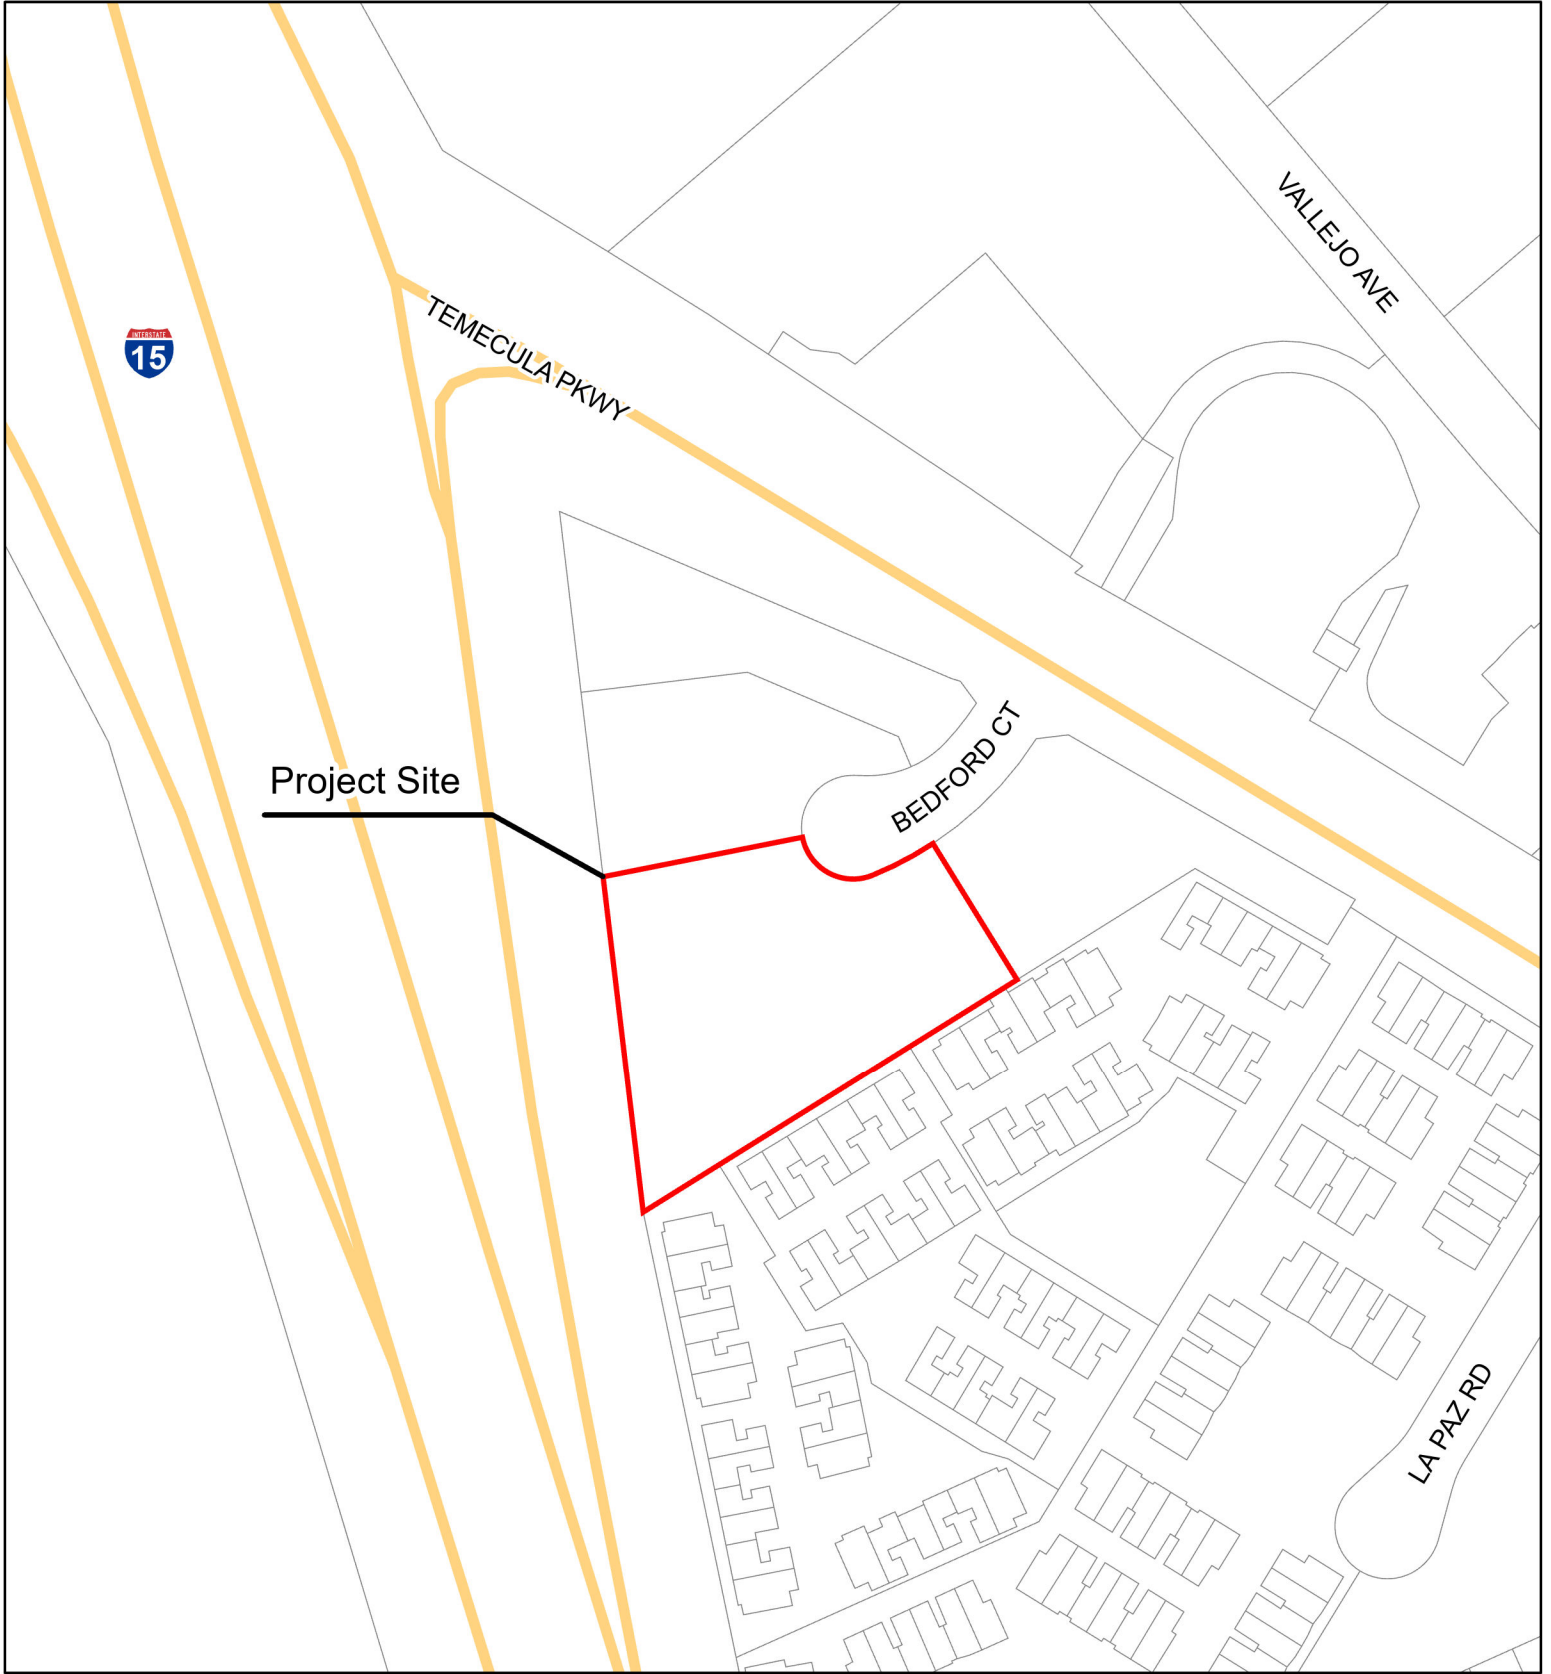 VALLEJO AVE
TEMECULA PKWY
INTERSTATE
15
BEDFORD CT
Project Site
LA PAZ RD